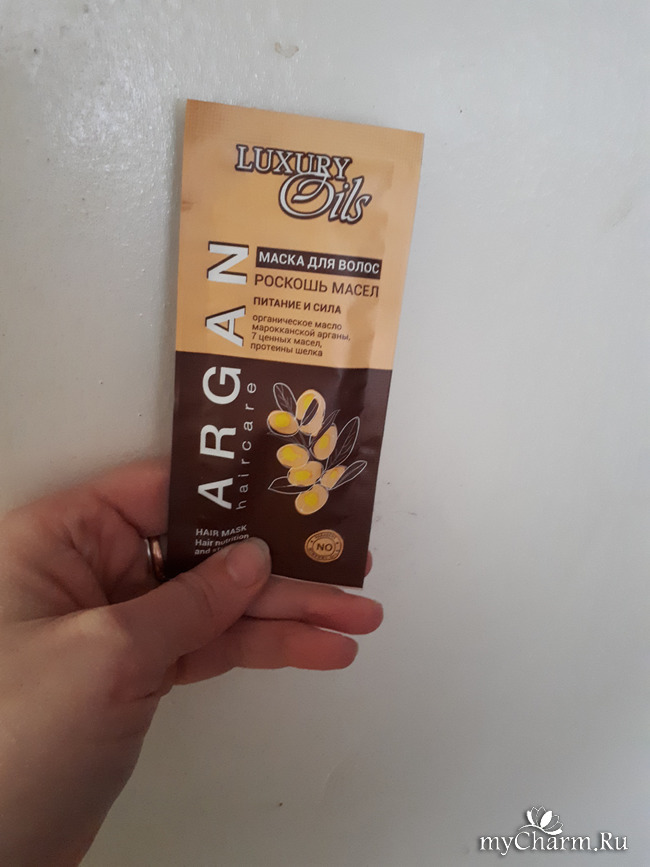 LUXURY
Oils
ARGAN
haircare
МАСКА ДЛЯ ВОЛОС
РОСКОШЬ МАСЕЛ
ПИТАНИЕ И СИЛА
органическое масло
марокканской арганы,
7 ценных масел,
протеины шелка
HAIR MASK
Hair nutrition
and
NO
myCharm.Ru